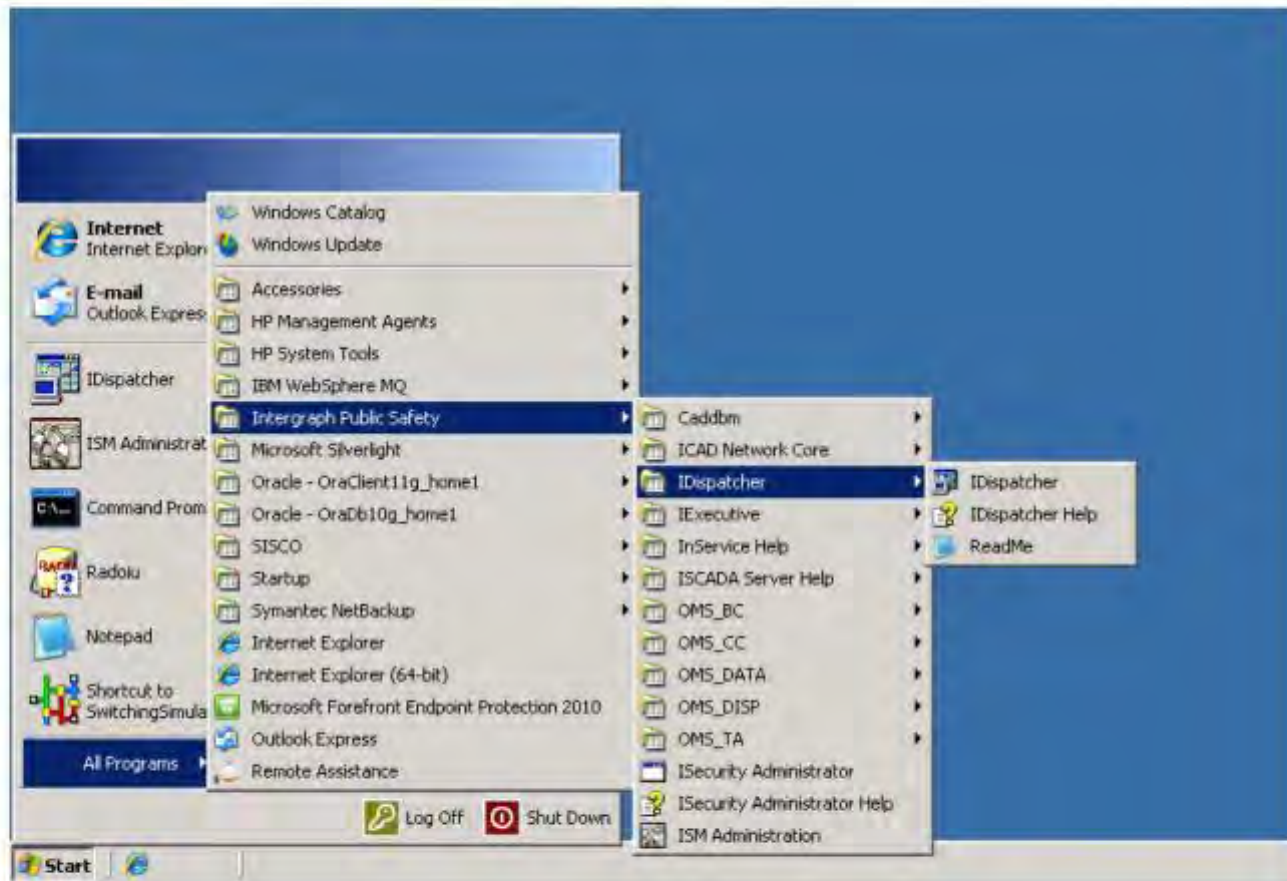 Internet
Internet Explor
E-mail
Outlook Expres
IDispatcher
ISM Administrat
C:\
Command Prom
Radoiu
Notepad
Shortcut to
SwitchingSimula
All Programs
Windows Catalog
Windows Update
Accessories
HP Management Agents
HP System Tools
IBM WebSphere MQ
Intergraph Public Safety
Microsoft Silverlight
Oracle - OraClient11g_home1
Oracle - OraDb10g_home1
SISCO
Startup
Symantec NetBackup
Internet Explorer
Internet Explorer (64-bit)
Microsoft Forefront Endpoint Protection 2010
Outlook Express
Remote Assistance
Caddbm
ICAD Network Core
IDispatcher
IExecutive
InService Help
ISCADA Server Help
OMS_BC
OMS_CC
OMS_DATA
OMS_DISP
OMS_TA
ISecurity Administrator
ISecurity Administrator Help
ISM Administration
IDispatcher
IDispatcher Help
ReadMe
Log Off
Shut Down
Start